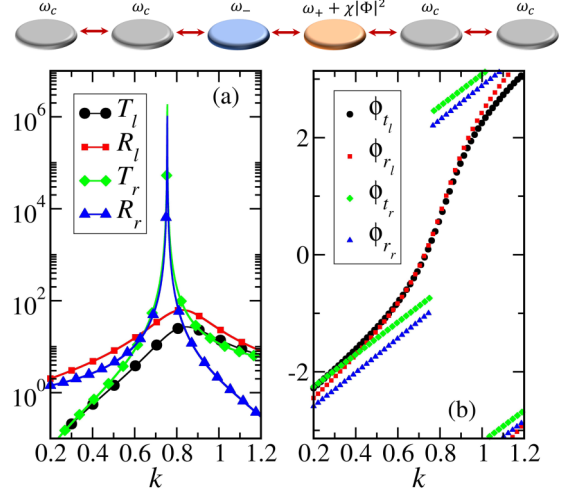 ω_c ω_c ω_− ω_+ + χ|Φ|^2 ω_c ω_c
(a)
T_l
R_l
T_r
R_r
10^6
10^4
10^2
10^0
0.2 0.4 0.6 0.8 1 1.2
k
ϕ_{t_l}
ϕ_{r_l}
ϕ_{t_r}
ϕ_{r_r}
2
0
-2
(b)
0.2 0.4 0.6 0.8 1 1.2
k